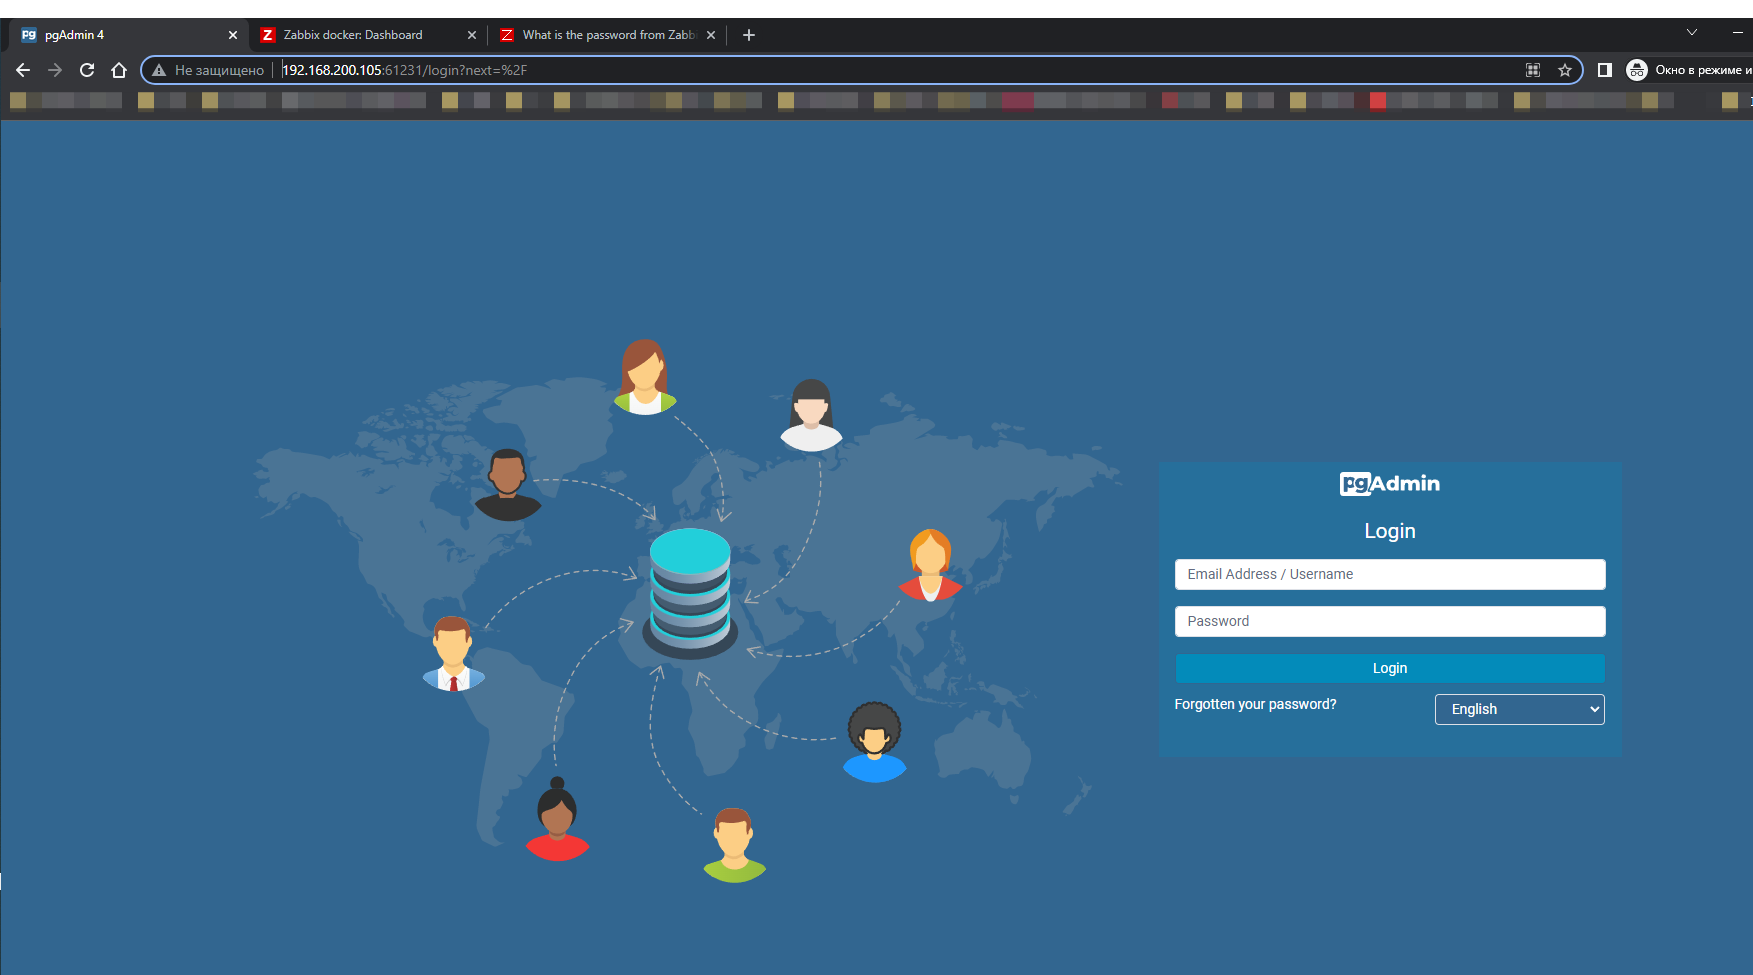 pgAdmin 4
Zabbix docker: Dashboard
What is the password from Zabb
Не защищено
192.168.200.105:61231/login?next=%2F
Окно в режиме и
pgAdmin
Login
Email Address / Username
Password
Login
Forgotten your password?
English